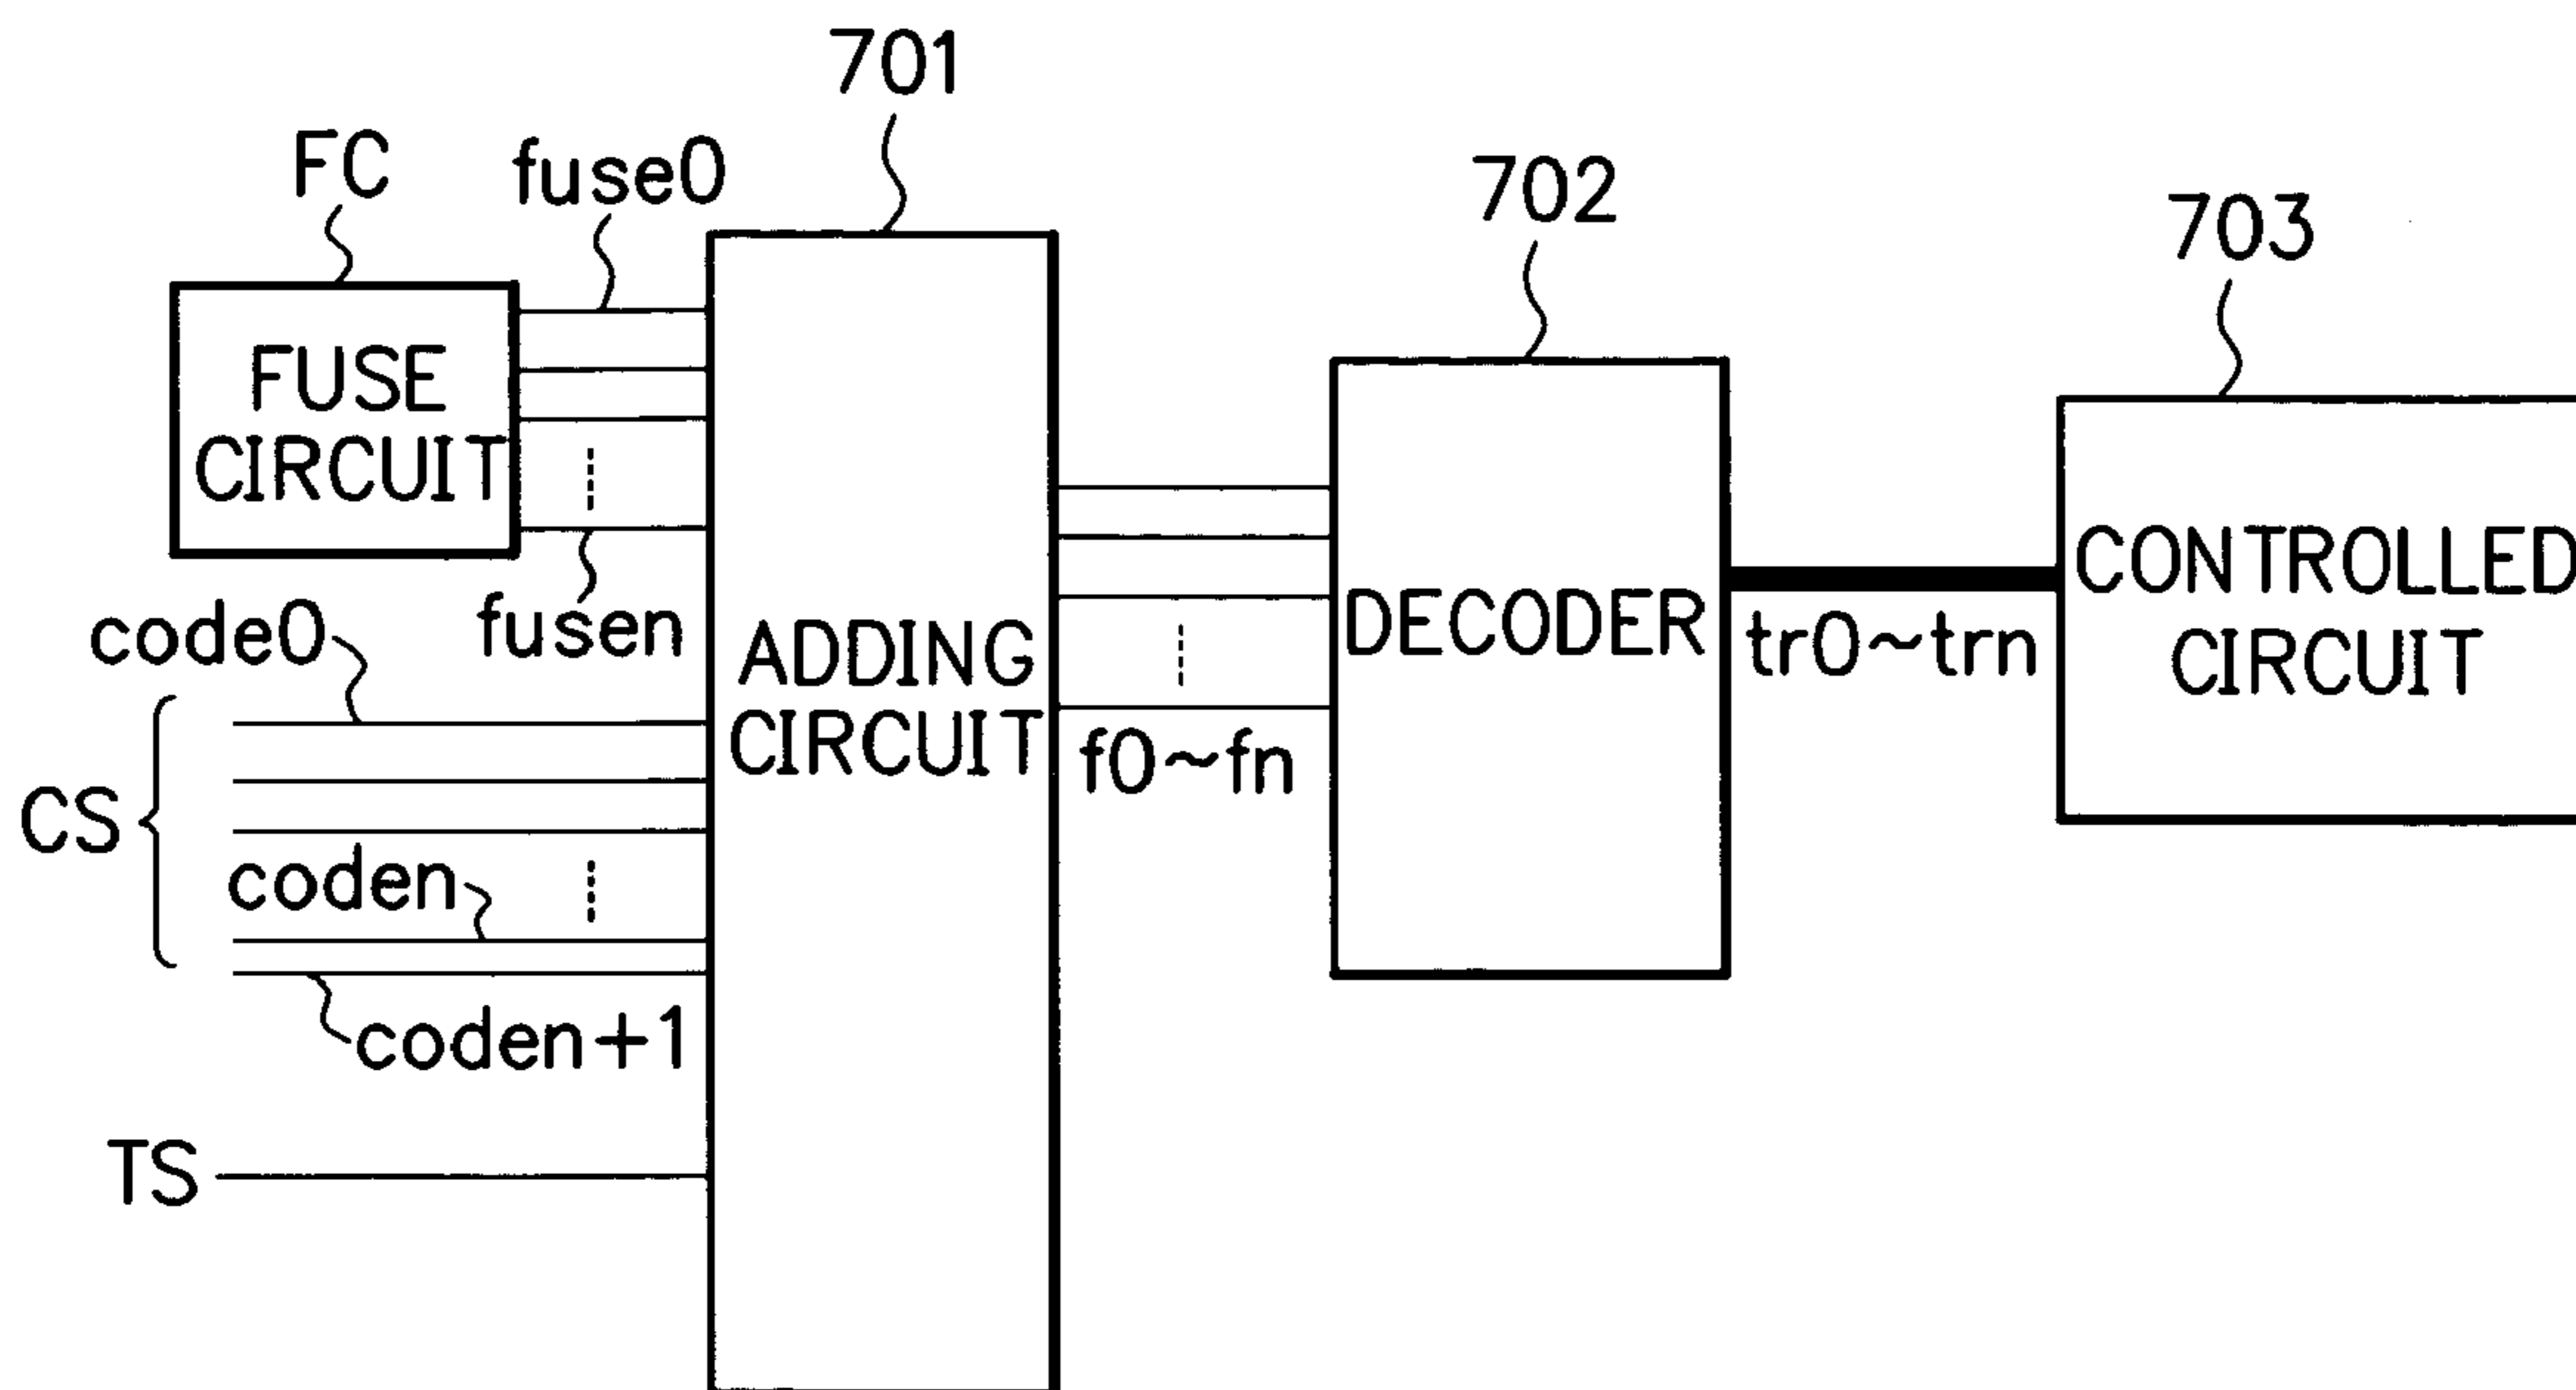 701
FC
fuse0
702
703
FUSE
CIRCUIT
fusen
code0
CS
coden
coden+1
TS
ADDING
CIRCUIT
f0~fn
DECODER
tr0~trn
CONTROLLED
CIRCUIT